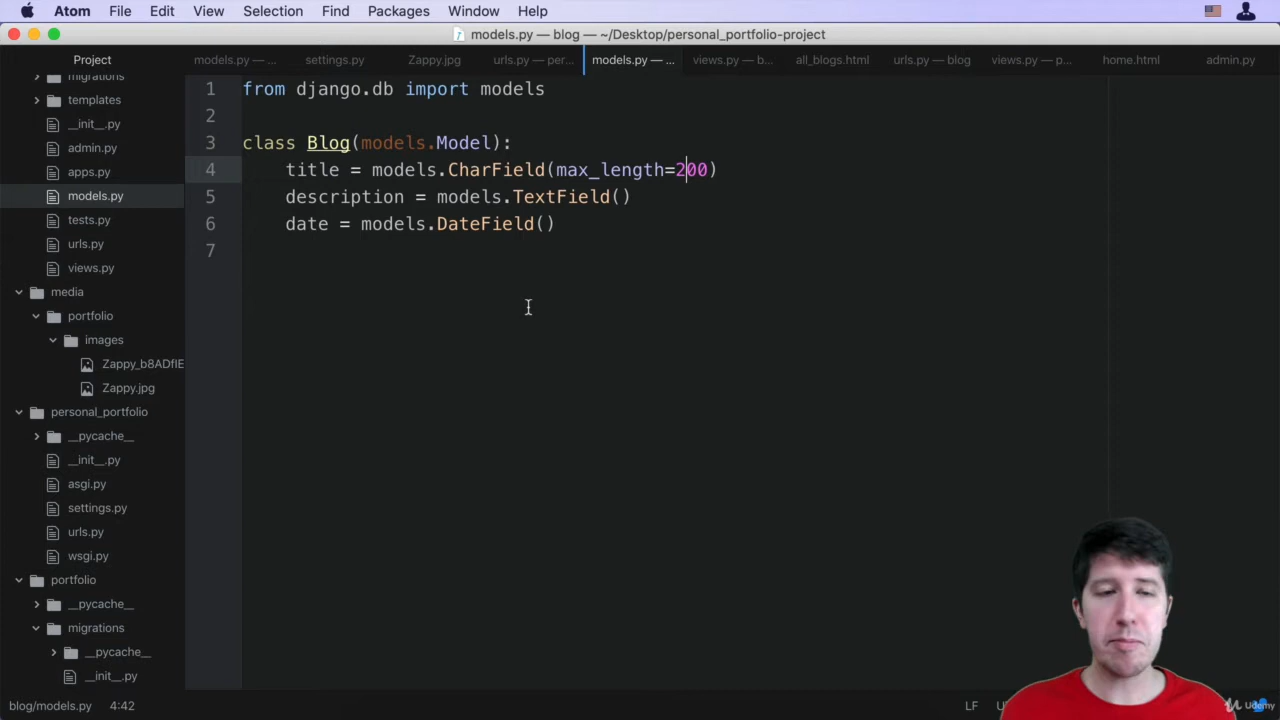 Atom File Edit View Selection Find Packages Window Help
models.py — blog — ~/Desktop/personal_portfolio-project
Project
models.py — ... settings.py Zappy.jpg urls.py — per... models.py — ... views.py — b... all_blogs.html urls.py — blog views.py — p... home.html admin.py
migrations
templates
__init__.py
admin.py
apps.py
models.py
tests.py
urls.py
views.py
media
portfolio
images
Zappy_b8ADfIE
Zappy.jpg
personal_portfolio
__pycache__
__init__.py
asgi.py
settings.py
urls.py
wsgi.py
portfolio
__pycache__
migrations
__pycache__
__init__.py
1 from django.db import models
2
3 class Blog(models.Model):
4 title = models.CharField(max_length=200)
5 description = models.TextField()
6 date = models.DateField()
7
blog/models.py 4:42 LF
Udemy